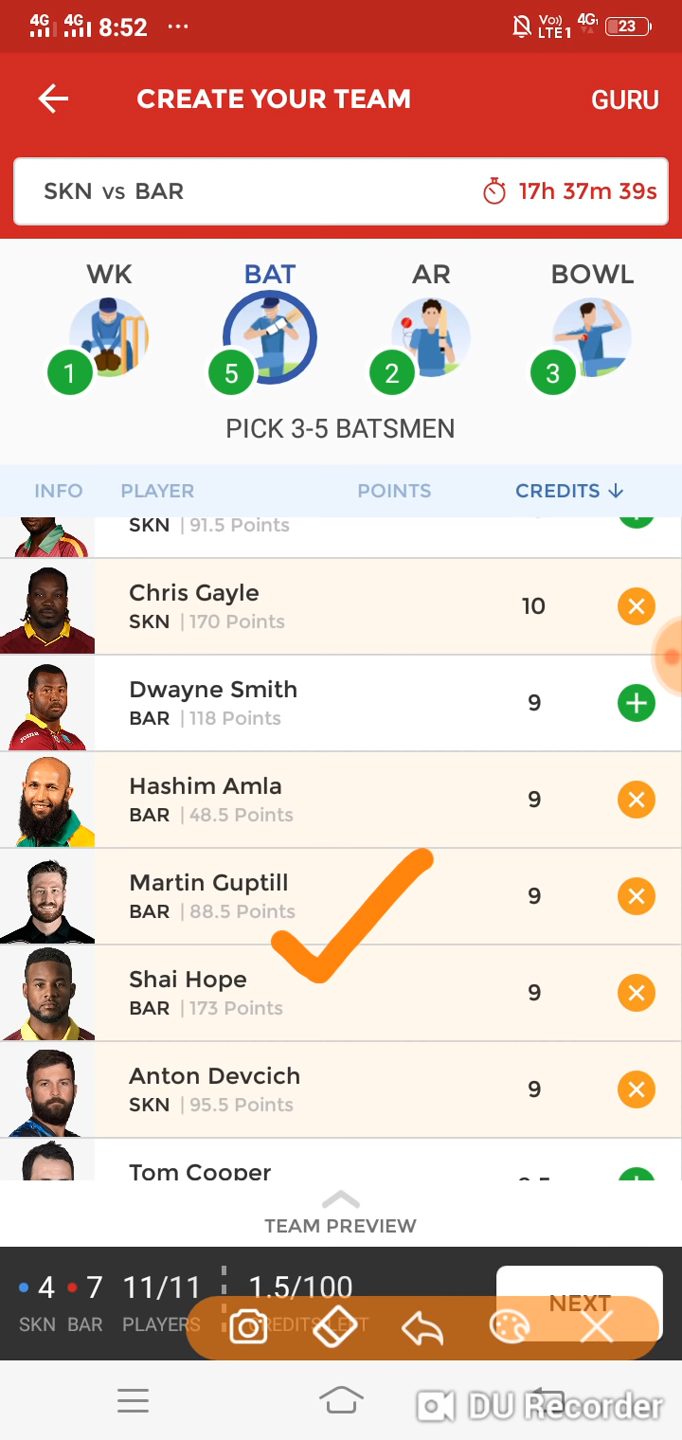 4G 4G 8:52 ... Vo) LTE1 4G 23
CREATE YOUR TEAM GURU
SKN vs BAR 17h 37m 39s
WK BAT AR BOWL
1 5 2 3
PICK 3-5 BATSMEN
INFO PLAYER POINTS CREDITS ↓
SKN | 91.5 Points
Chris Gayle 10
SKN | 170 Points
Dwayne Smith 9
BAR | 118 Points
joma
Hashim Amla 9
BAR | 48.5 Points
Martin Guptill 9
BAR | 88.5 Points
Shai Hope 9
BAR | 173 Points
Anton Devcich 9
SKN | 95.5 Points
Tom Cooper
TEAM PREVIEW
4 7 11/11 1.5/100 NEXT
SKN BAR PLAYERS CREDITS LEFT
DU Recorder